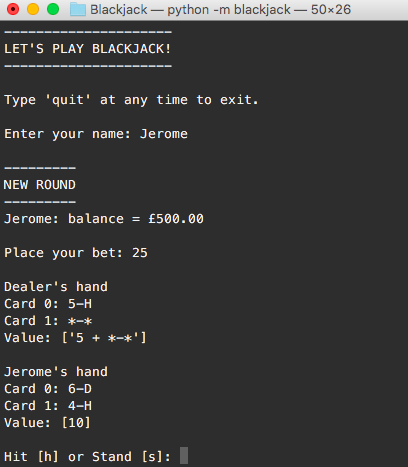 Blackjack — python -m blackjack — 50×26
---------------------
LET'S PLAY BLACKJACK!
---------------------
Type 'quit' at any time to exit.
Enter your name: Jerome
---------
NEW ROUND
---------
Jerome: balance = £500.00
Place your bet: 25
Dealer's hand
Card 0: 5-H
Card 1: *-*
Value: ['5 + *-*']
Jerome's hand
Card 0: 6-D
Card 1: 4-H
Value: [10]
Hit [h] or Stand [s]: